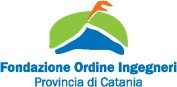 Fondazione Ordine Ingegneri
Provincia di Catania